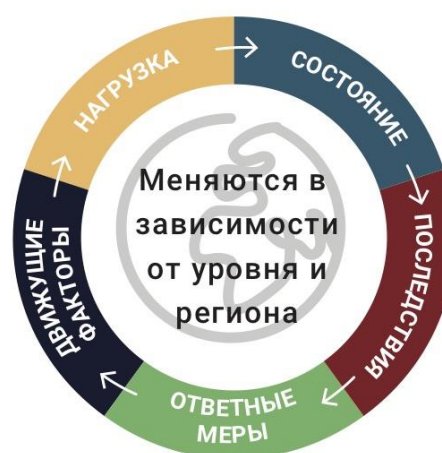 НАГРУЗКА
СОСТОЯНИЕ
ПОСЛЕДСТВИЯ
ОТВЕТНЫЕ
МЕРЫ
ДВИЖУЩИЕ
ФАКТОРЫ
Меняются в
зависимости
от уровня и
региона